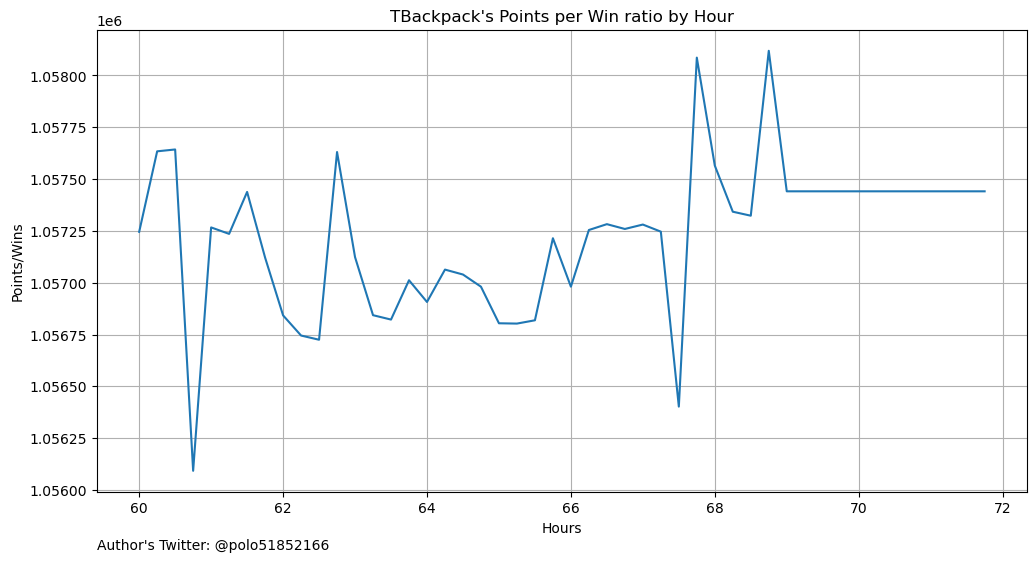 TBackpack's Points per Win ratio by Hour
1e6
1.05800
1.05775
1.05750
1.05725
1.05700
1.05675
1.05650
1.05625
1.05600
Points/Wins
60 62 64 66 68 70 72
Hours
Author's Twitter: @polo51852166